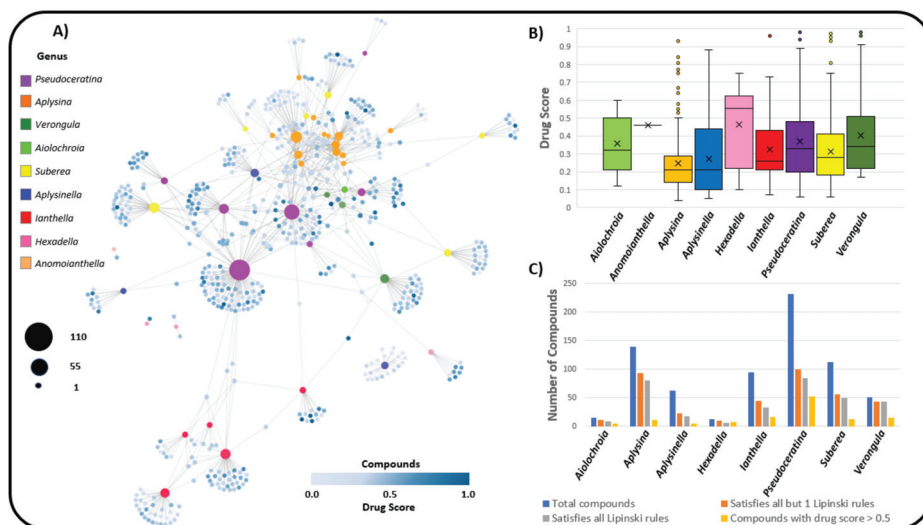 A)
Genus
Pseudoceratina
Aplysina
Verongula
Aiolochroia
Suberea
Aplysinella
Ianthella
Hexadella
Anomoianthella
110
55
1
Compounds
0.0 0.5 1.0
Drug Score
B)
Drug Score
1
0.9
0.8
0.7
0.6
0.5
0.4
0.3
0.2
0.1
0
Aiolochroia Anomoianthella Aplysina Aplysinella Hexadella Ianthella Pseudoceratina Suberea Verongula
C)
Number of Compounds
250
200
150
100
50
0
Aiolochroia Aplysina Aplysinella Hexadella Ianthella Pseudoceratina Suberea Verongula
Total compounds Satisfies all but 1 Lipinski rules
Satisfies all Lipinski rules Compounds with drug score > 0.5